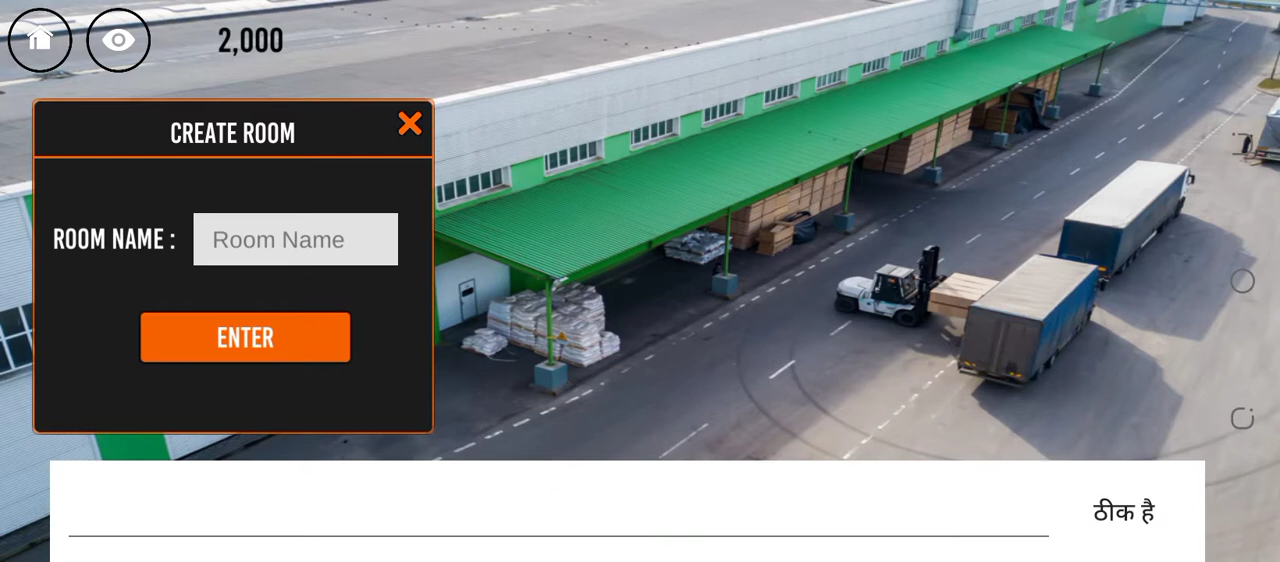 2,000
CREATE ROOM
ROOM NAME : Room Name
ENTER
ठीक है